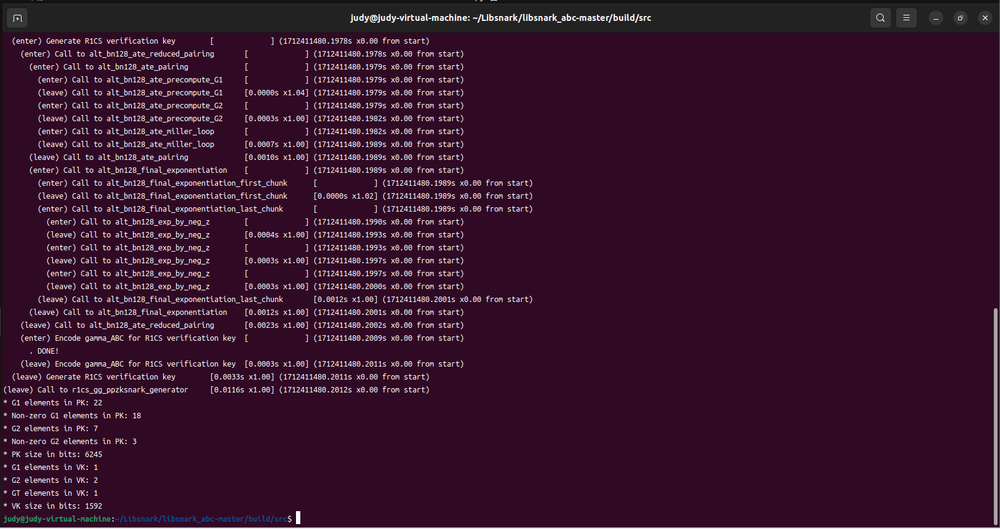 judy@judy-virtual-machine: ~/Libsnark/libsnark_abc-master/build/src
(enter) Generate R1CS verification key        [             ] (1712411480.1978s x0.00 from start)
(enter) Call to alt_bn128_ate_reduced_pairing       [             ] (1712411480.1978s x0.00 from start)
(enter) Call to alt_bn128_ate_pairing             [             ] (1712411480.1979s x0.00 from start)
(enter) Call to alt_bn128_ate_precompute_G1     [             ] (1712411480.1979s x0.00 from start)
(leave) Call to alt_bn128_ate_precompute_G1     [0.0000s x1.04] (1712411480.1979s x0.00 from start)
(enter) Call to alt_bn128_ate_precompute_G2     [             ] (1712411480.1979s x0.00 from start)
(leave) Call to alt_bn128_ate_precompute_G2     [0.0003s x1.00] (1712411480.1982s x0.00 from start)
(enter) Call to alt_bn128_ate_miller_loop       [             ] (1712411480.1982s x0.00 from start)
(leave) Call to alt_bn128_ate_miller_loop       [0.0007s x1.00] (1712411480.1989s x0.00 from start)
(leave) Call to alt_bn128_ate_pairing             [0.0010s x1.00] (1712411480.1989s x0.00 from start)
(enter) Call to alt_bn128_final_exponentiation    [             ] (1712411480.1989s x0.00 from start)
(enter) Call to alt_bn128_final_exponentiation_first_chunk      [             ] (1712411480.1989s x0.00 from start)
(leave) Call to alt_bn128_final_exponentiation_first_chunk      [0.0000s x1.02] (1712411480.1989s x0.00 from start)
(enter) Call to alt_bn128_final_exponentiation_last_chunk       [             ] (1712411480.1989s x0.00 from start)
(enter) Call to alt_bn128_exp_by_neg_z        [             ] (1712411480.1990s x0.00 from start)
(leave) Call to alt_bn128_exp_by_neg_z        [0.0004s x1.00] (1712411480.1993s x0.00 from start)
(enter) Call to alt_bn128_exp_by_neg_z        [             ] (1712411480.1993s x0.00 from start)
(leave) Call to alt_bn128_exp_by_neg_z        [0.0003s x1.00] (1712411480.1997s x0.00 from start)
(enter) Call to alt_bn128_exp_by_neg_z        [             ] (1712411480.1997s x0.00 from start)
(leave) Call to alt_bn128_exp_by_neg_z        [0.0003s x1.00] (1712411480.2000s x0.00 from start)
(leave) Call to alt_bn128_final_exponentiation_last_chunk       [0.0012s x1.00] (1712411480.2001s x0.00 from start)
(leave) Call to alt_bn128_final_exponentiation    [0.0012s x1.00] (1712411480.2001s x0.00 from start)
(leave) Call to alt_bn128_ate_reduced_pairing       [0.0023s x1.00] (1712411480.2002s x0.00 from start)
(enter) Encode gamma_ABC for R1CS verification key  [             ] (1712411480.2009s x0.00 from start)
. DONE!
(leave) Encode gamma_ABC for R1CS verification key  [0.0003s x1.00] (1712411480.2011s x0.00 from start)
(leave) Generate R1CS verification key        [0.0033s x1.00] (1712411480.2011s x0.00 from start)
(leave) Call to r1cs_gg_ppzksnark_generator     [0.0116s x1.00] (1712411480.2012s x0.00 from start)
* G1 elements in PK: 22
* Non-zero G1 elements in PK: 18
* G2 elements in PK: 7
* Non-zero G2 elements in PK: 3
* PK size in bits: 6245
* G1 elements in VK: 1
* G2 elements in VK: 2
* GT elements in VK: 1
* VK size in bits: 1592
judy@judy-virtual-machine:~/Libsnark/libsnark_abc-master/build/src$